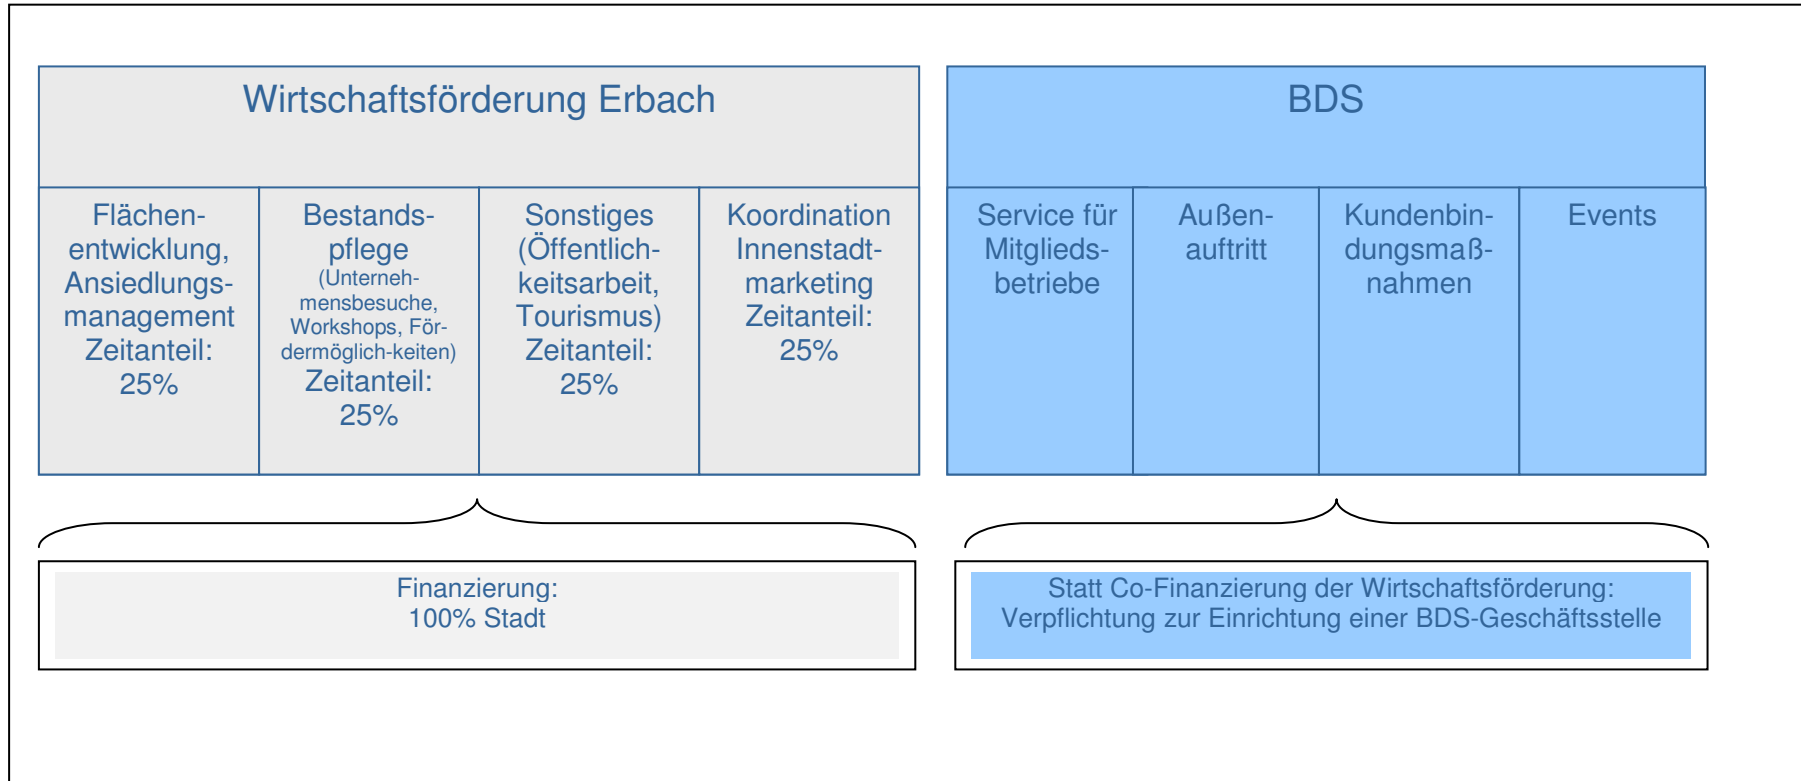 Wirtschaftsförderung Erbach
Flächen-
entwicklung,
Ansiedlungs-
management
Zeitanteil:
25%
Bestands-
pflege
(Unterneh-
mensbesuche,
Workshops, För-
dermöglich-keiten)
Zeitanteil:
25%
Sonstiges
(Öffentlich-
keitsarbeit,
Tourismus)
Zeitanteil:
25%
Koordination
Innenstadt-
marketing
Zeitanteil:
25%
Finanzierung:
100% Stadt
BDS
Service für
Mitglieds-
betriebe
Außen-
auftritt
Kundenbin-
dungsmaß-
nahmen
Events
Statt Co-Finanzierung der Wirtschaftsförderung:
Verpflichtung zur Einrichtung einer BDS-Geschäftsstelle